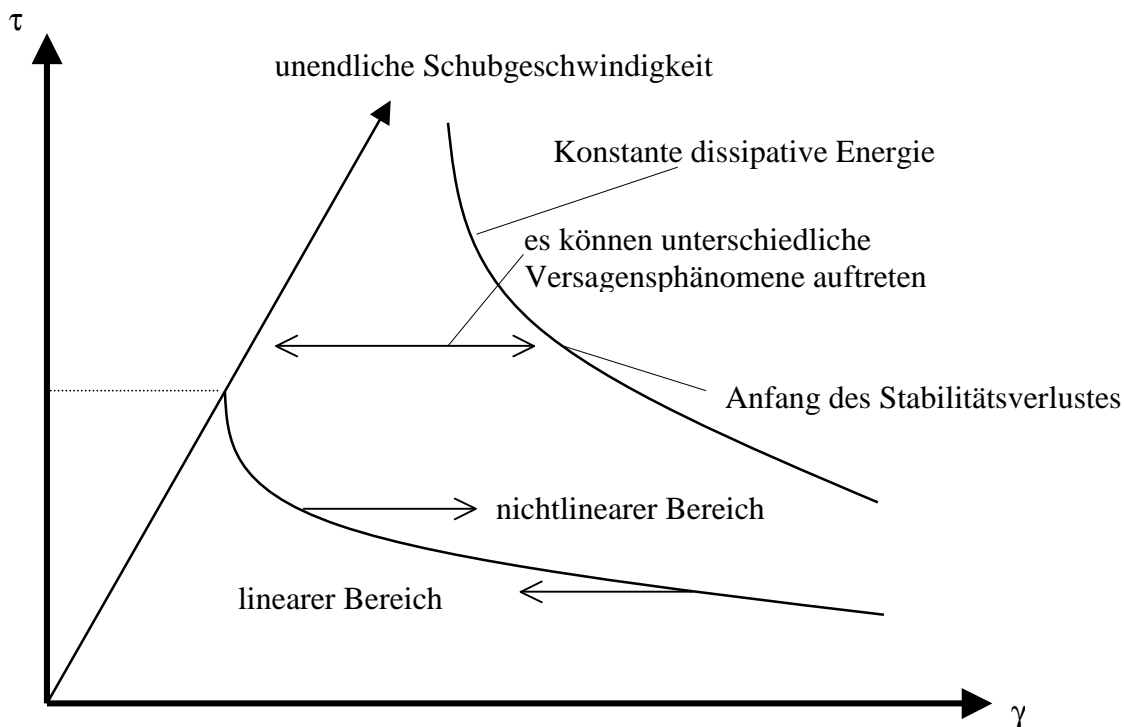 τ
unendliche Schubgeschwindigkeit
Konstante dissipative Energie
es können unterschiedliche
Versagensphänomene auftreten
Anfang des Stabilitätsverlustes
nichtlinearer Bereich
linearer Bereich
γ